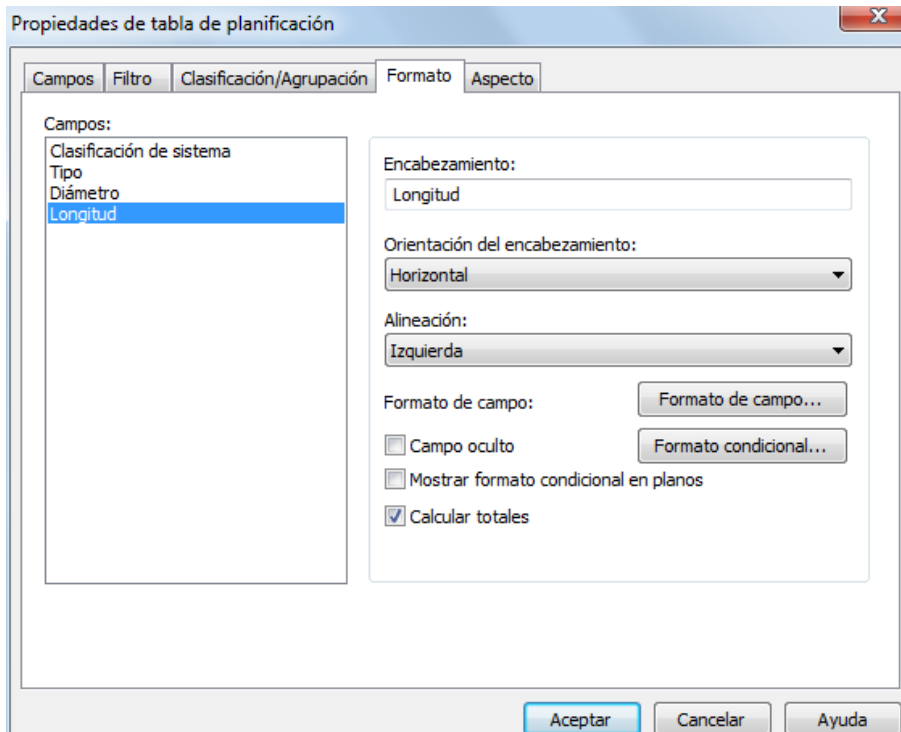 Propiedades de tabla de planificación
Campos Filtro Clasificación/Agrupación Formato Aspecto
Campos:
Clasificación de sistema
Tipo
Diámetro
Longitud
Encabezamiento:
Longitud
Orientación del encabezamiento:
Horizontal
Alineación:
Izquierda
Formato de campo: Formato de campo...
Campo oculto Formato condicional...
Mostrar formato condicional en planos
Calcular totales
Aceptar Cancelar Ayuda